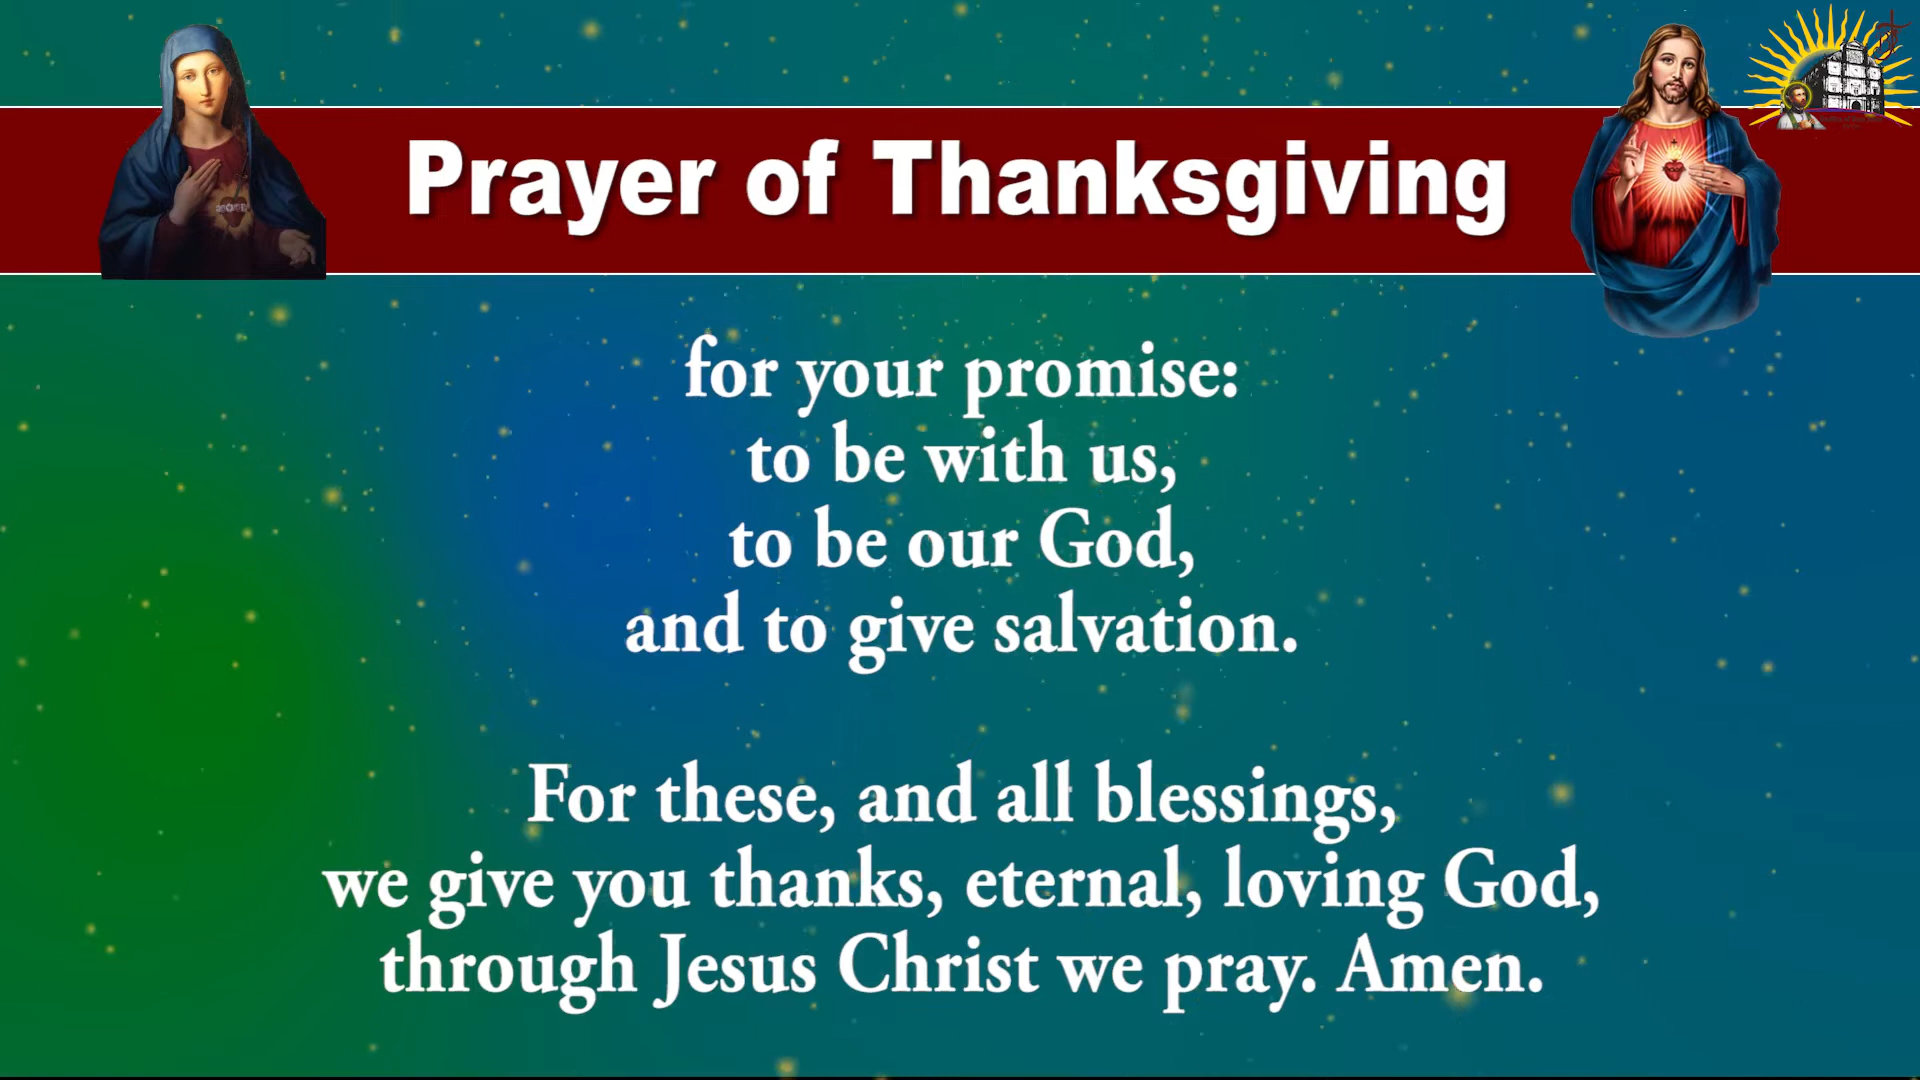 Prayer of Thanksgiving
for your promise:
to be with us,
to be our God,
and to give salvation.
For these, and all blessings,
we give you thanks, eternal, loving God,
through Jesus Christ we pray. Amen.